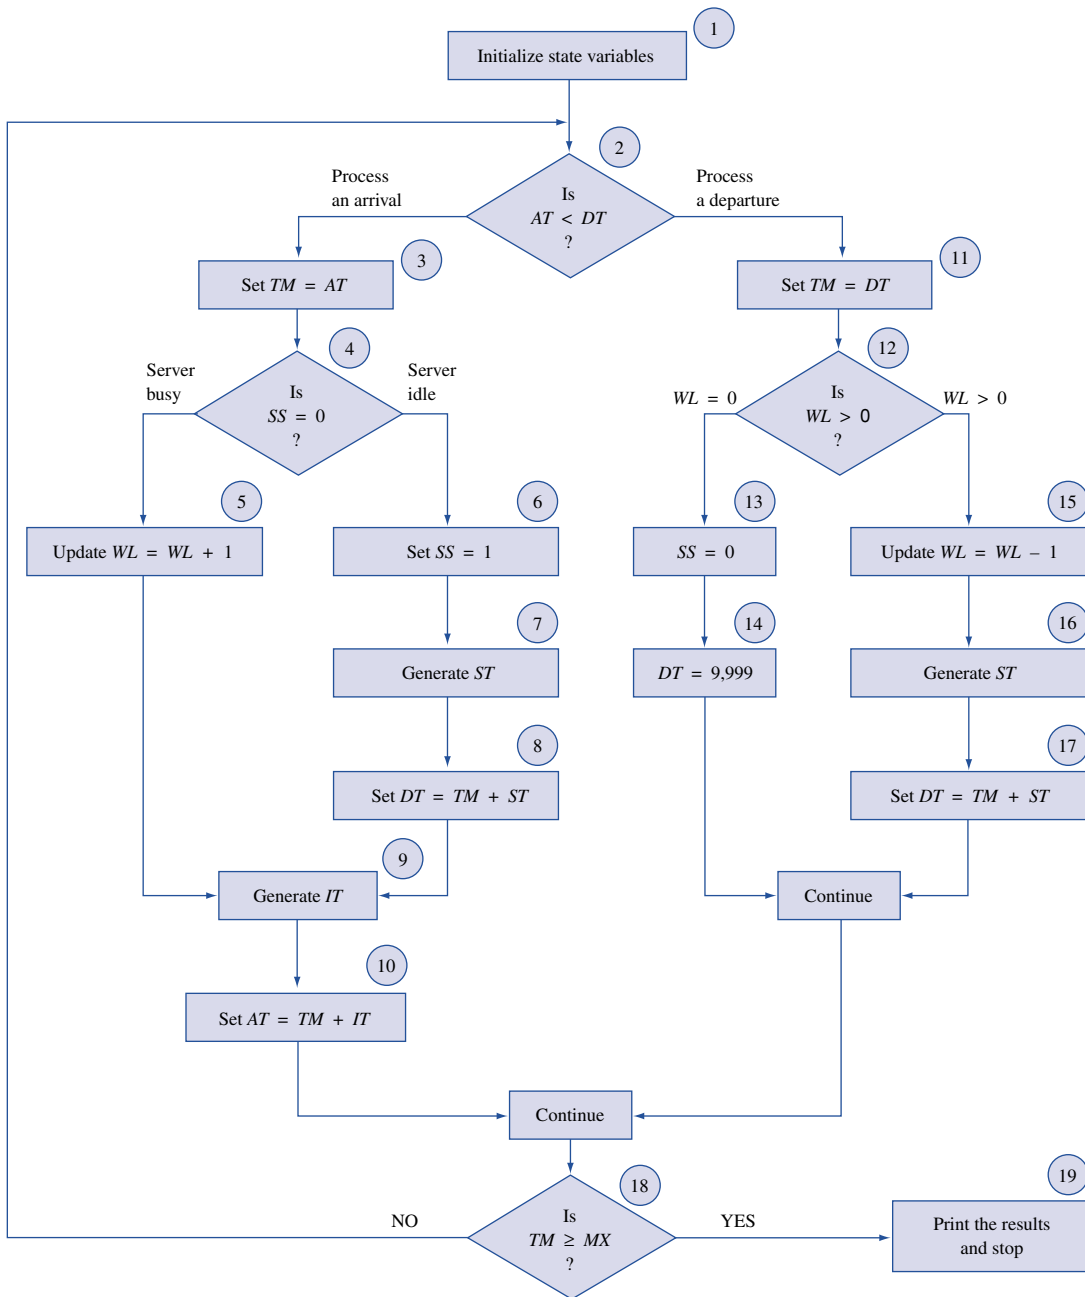 1
Initialize state variables
2
Process
an arrival
Is
AT < DT
?
Process
a departure
3
Set TM = AT
11
Set TM = DT
4
Server
busy
Is
SS = 0
?
Server
idle
12
WL = 0
Is
WL > 0
?
WL > 0
5
Update WL = WL + 1
6
Set SS = 1
13
SS = 0
15
Update WL = WL – 1
7
Generate ST
14
DT = 9,999
16
Generate ST
8
Set DT = TM + ST
17
Set DT = TM + ST
9
Generate IT
Continue
10
Set AT = TM + IT
Continue
18
NO
Is
TM ≥ MX
?
YES
19
Print the results
and stop